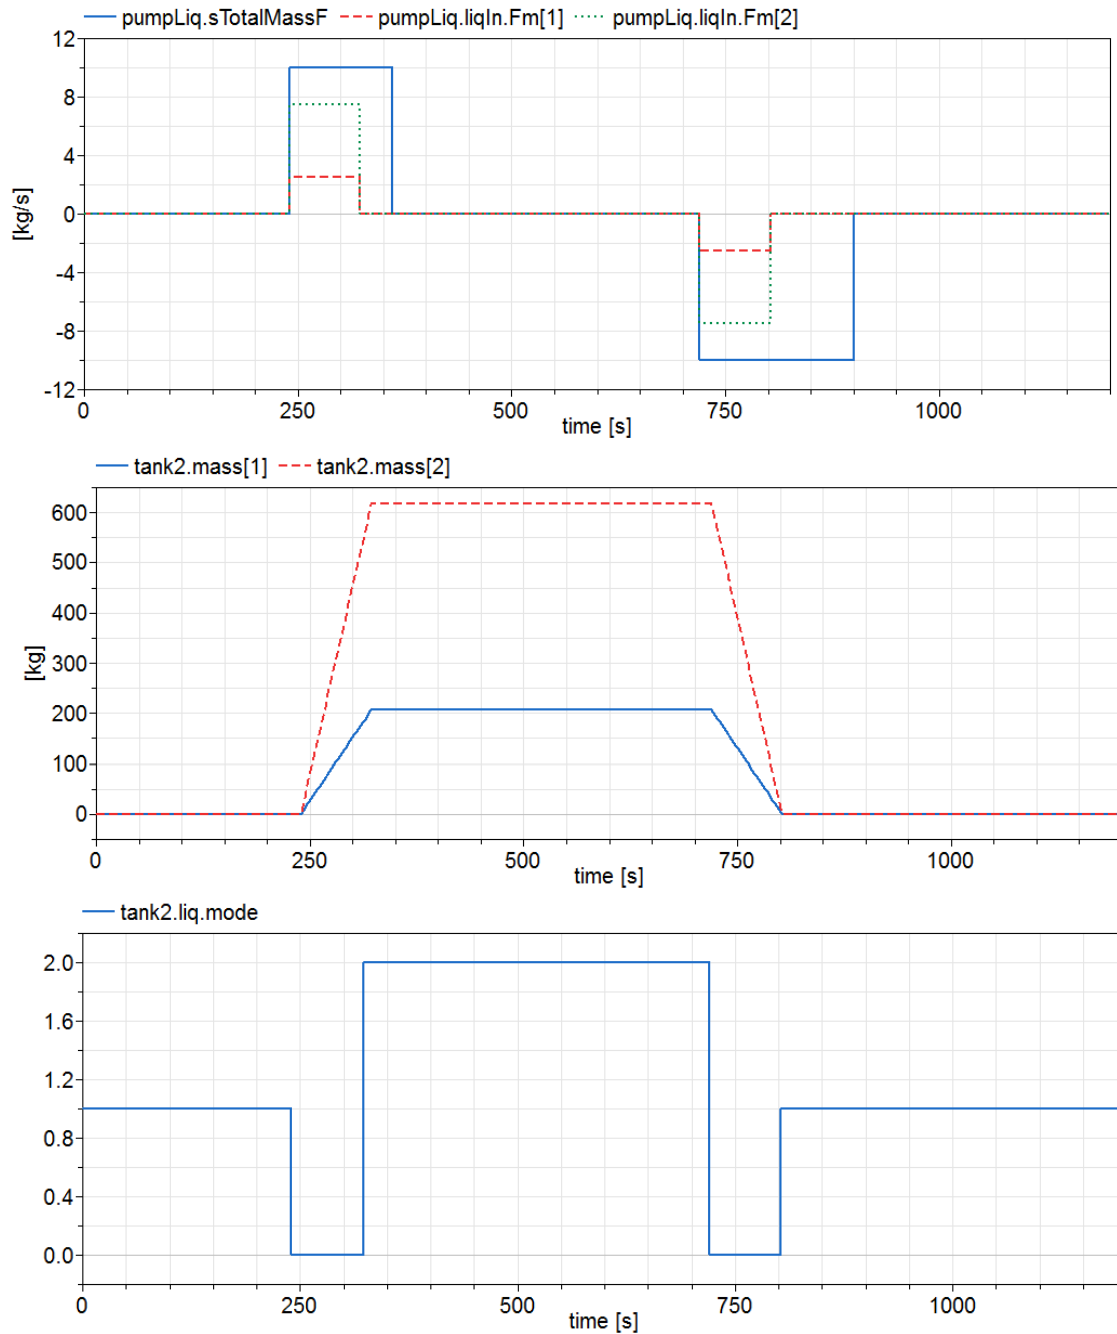 pumpLiq.sTotalMassF pumpLiq.liqIn.Fm[1] pumpLiq.liqIn.Fm[2]
12
8
4
0
-4
-8
-12
[kg/s]
0 250 500 750 1000
time [s]
tank2.mass[1] tank2.mass[2]
600
500
400
300
200
100
0
[kg]
0 250 500 750 1000
time [s]
tank2.liq.mode
2.0
1.6
1.2
0.8
0.4
0.0
0 250 500 750 1000
time [s]